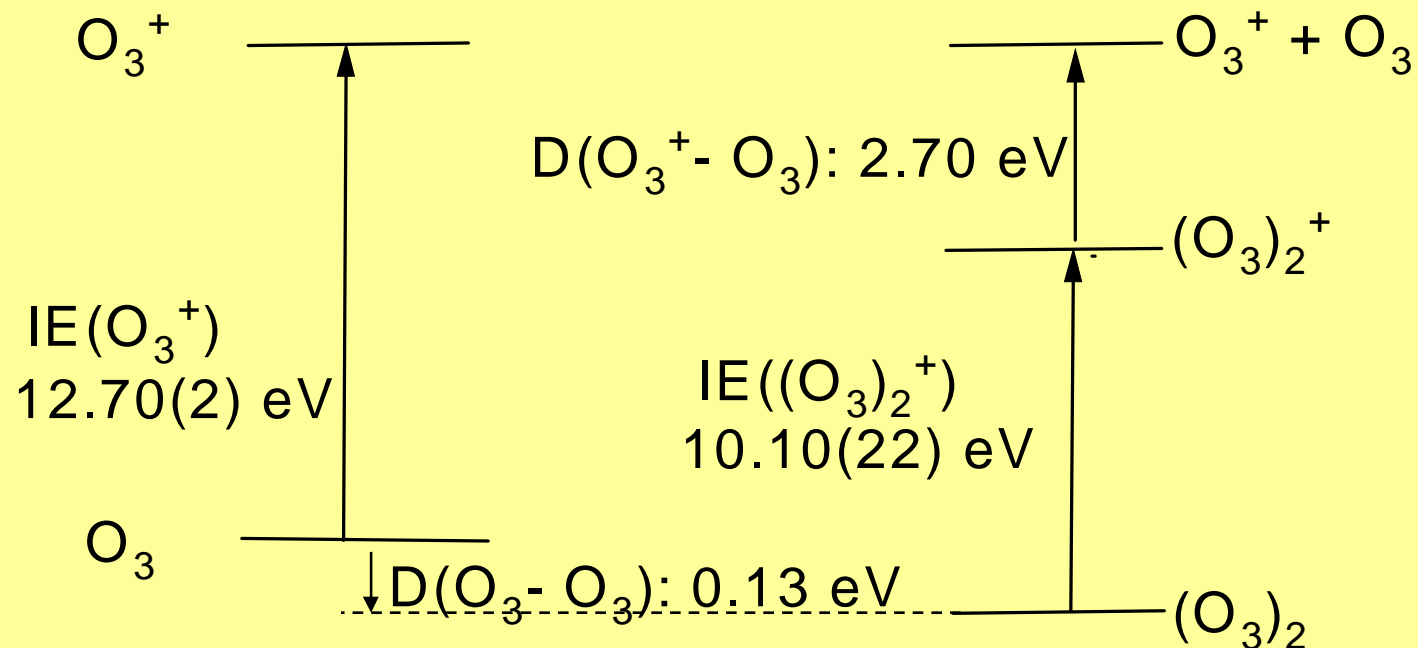 O₃⁺
O₃⁺ + O₃
D(O₃⁺- O₃): 2.70 eV
(O₃)₂⁺
IE(O₃⁺)
12.70(2) eV
IE((O₃)₂⁺)
10.10(22) eV
O₃
D(O₃- O₃): 0.13 eV
(O₃)₂